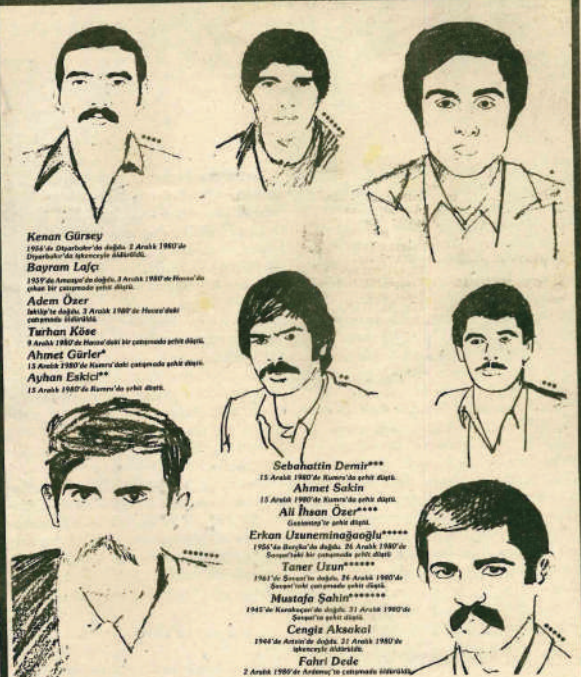 ****
****
****
Kenan Gürsey
1956'de Diyarbakır'da doğdu. 2 Aralık 1980'de
Diyarbakır'da işkenceyle öldürüldü.
Bayram Lafçı
1959'da Amasya'da doğdu. 3 Aralık 1980'de Havza'da
çıkan bir çatışmada şehit düştü.
Adem Özer
İskilip'te doğdu. 3 Aralık 1980'de Havza'daki
çatışmada öldürüldü.
Turhan Köse
9 Aralık 1980'de Havza'daki bir çatışmada şehit düştü.
Ahmet Gürler*
15 Aralık 1980'de Kumru'daki çatışmada şehit düştü.
Ayhan Eskici**
15 Aralık 1980'de Kumru'da şehit düştü.
**
***
Sebahattin Demir***
15 Aralık 1980'de Kumru'da şehit düştü.
Ahmet Sakin
15 Aralık 1980'de Kumru'da şehit düştü.
Ali İhsan Özer****
Gaziantep'te şehit düştü.
Erkan Uzuneminağaoğlu*****
1956'da Borçka'da doğdu. 26 Aralık 1980'de
Şavşat'taki bir çatışmada şehit düştü.
Taner Uzun******
1961'de Şavşat'ta doğdu. 26 Aralık 1980'de
Şavşat'taki çatışmada şehit düştü.
Mustafa Şahin*******
1945'de Karakoçan'da doğdu. 31 Aralık 1980'de
Şavşat'ta şehit düştü.
Cengiz Aksakal
1944'de Artvin'de doğdu. 31 Aralık 1980'de
işkenceyle öldürüldü.
Fahri Dede
2 Aralık 1980'de Ardanuç'ta çatışmada öldürüldü.
*******
*****